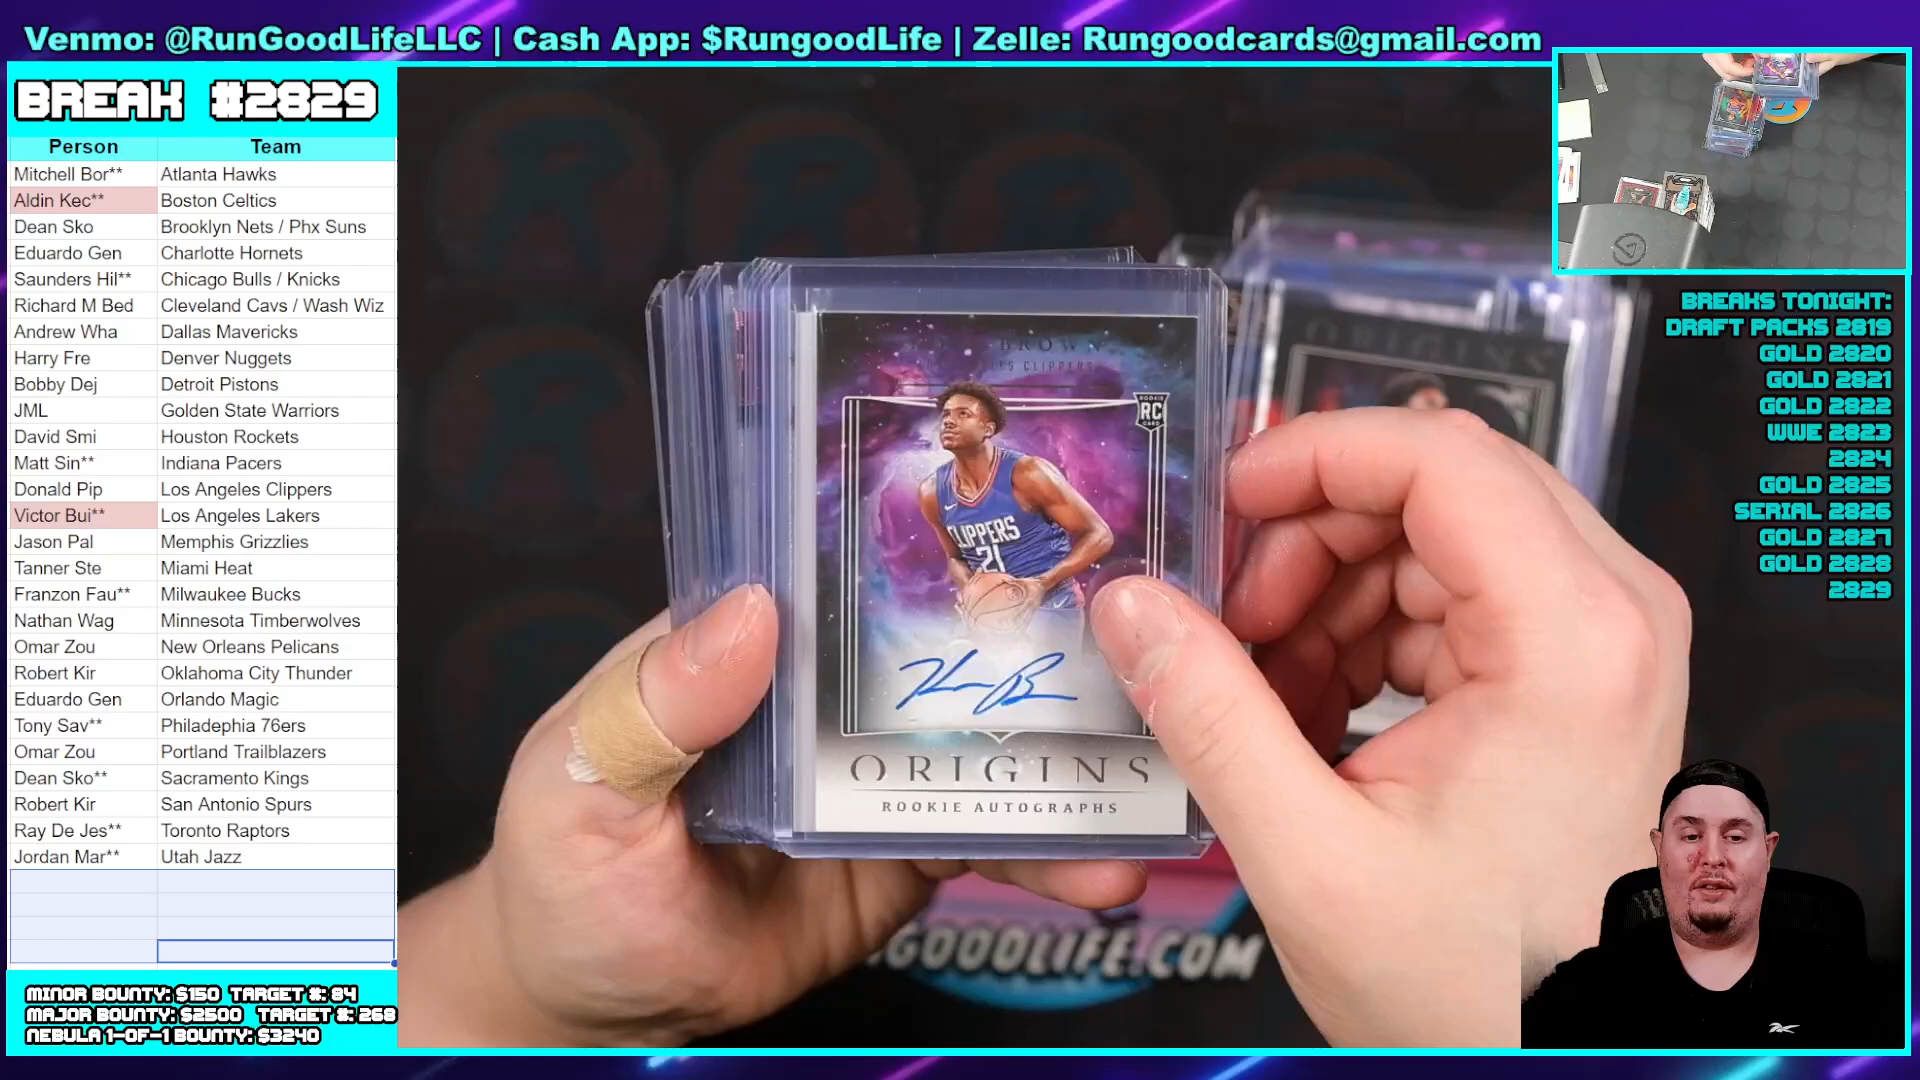 Venmo: @RunGoodLifeLLC | Cash App: $RungoodLife | Zelle: Rungoodcards@gmail.com
BREAK #2829
Person Team
Mitchell Bor** Atlanta Hawks
Aldin Kec** Boston Celtics
Dean Sko Brooklyn Nets / Phx Suns
Eduardo Gen Charlotte Hornets
Saunders Hil** Chicago Bulls / Knicks
Richard M Bed Cleveland Cavs / Wash Wiz
Andrew Wha Dallas Mavericks
Harry Fre Denver Nuggets
Bobby Dej Detroit Pistons
JML Golden State Warriors
David Smi Houston Rockets
Matt Sin** Indiana Pacers
Donald Pip Los Angeles Clippers
Victor Bui** Los Angeles Lakers
Jason Pal Memphis Grizzlies
Tanner Ste Miami Heat
Franzon Fau** Milwaukee Bucks
Nathan Wag Minnesota Timberwolves
Omar Zou New Orleans Pelicans
Robert Kir Oklahoma City Thunder
Eduardo Gen Orlando Magic
Tony Sav** Philadephia 76ers
Omar Zou Portland Trailblazers
Dean Sko** Sacramento Kings
Robert Kir San Antonio Spurs
Ray De Jes** Toronto Raptors
Jordan Mar** Utah Jazz
MINOR BOUNTY: $150 TARGET #: 84
MAJOR BOUNTY: $2500 TARGET #: 268
NEBULA 1-OF-1 BOUNTY: $3240
BROWN
CLIPPERS
ROOKIE
RC
CARD
CLIPPERS
21
ORIGINS
ROOKIE AUTOGRAPHS
ORIGINS
GOODLIFE.COM
BREAKS TONIGHT:
DRAFT PACKS 2819
GOLD 2820
GOLD 2821
GOLD 2822
WWE 2823
2824
GOLD 2825
SERIAL 2826
GOLD 2827
GOLD 2828
2829